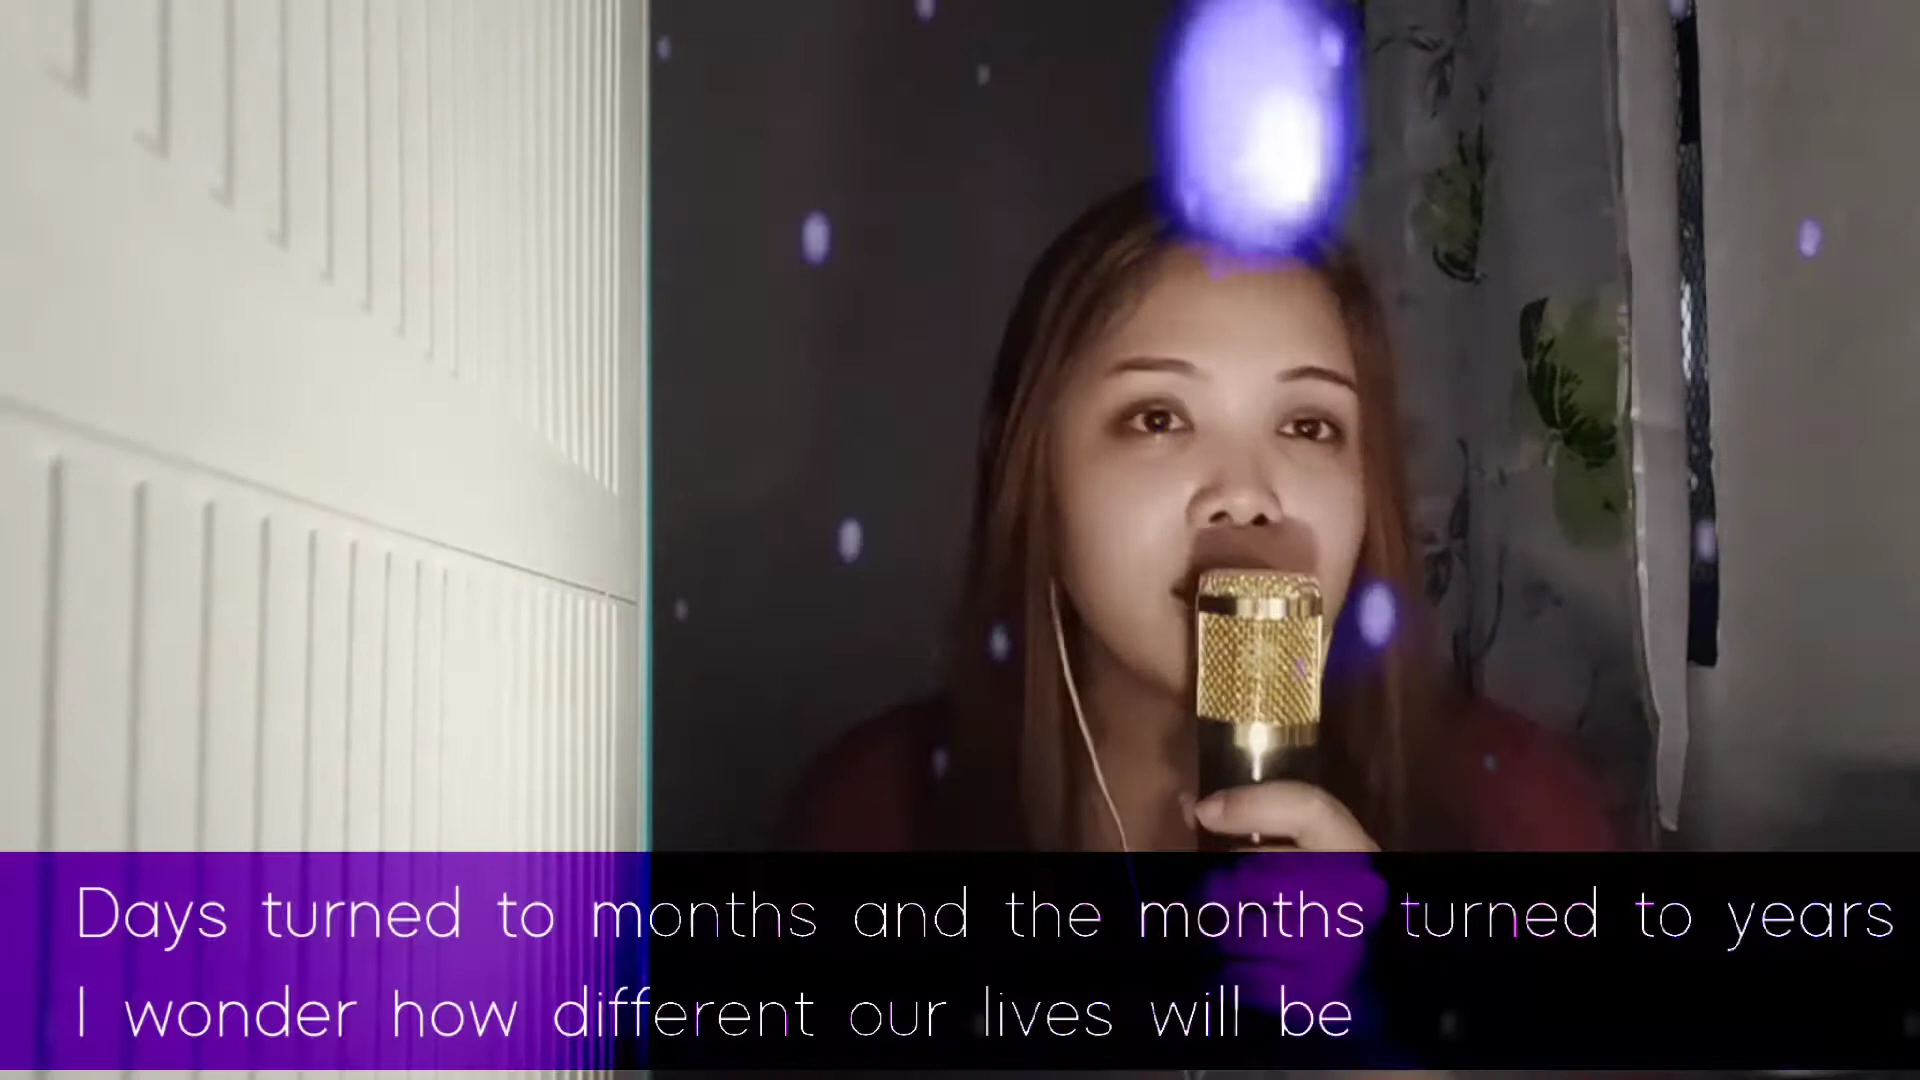 Days turned to months and the months turned to years
I wonder how different our lives will be